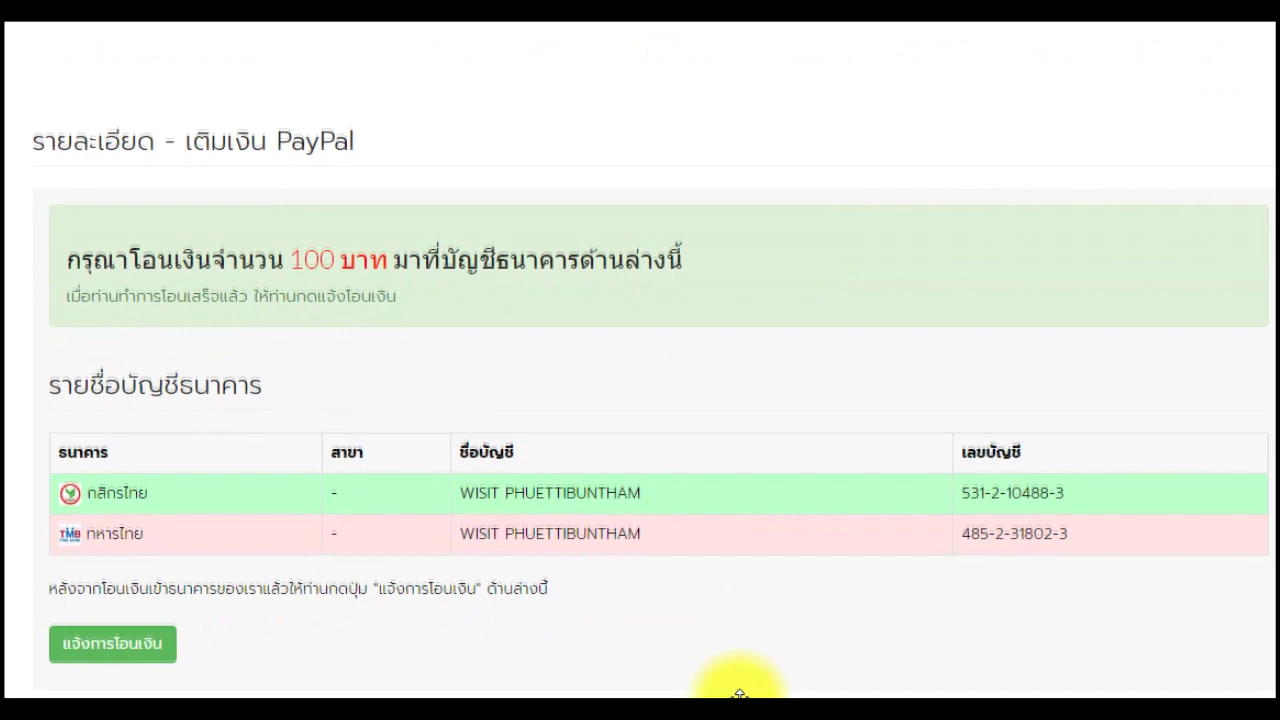 รายละเอียด - เติมเงิน PayPal
กรุณาโอนเงินจำนวน 100 บาท มาที่บัญชีธนาคารด้านล่างนี้
เมื่อท่านทำการโอนเสร็จแล้ว ให้ท่านกดแจ้งโอนเงิน
รายชื่อบัญชีธนาคาร
ธนาคาร สาขา ชื่อบัญชี เลขบัญชี
กสิกรไทย - WISIT PHUETTIBUNTHAM 531-2-10488-3
TMB ทหารไทย - WISIT PHUETTIBUNTHAM 485-2-31802-3
หลังจากโอนเงินเข้าธนาคารของเราแล้วให้ท่านกดปุ่ม "แจ้งการโอนเงิน" ด้านล่างนี้
แจ้งการโอนเงิน